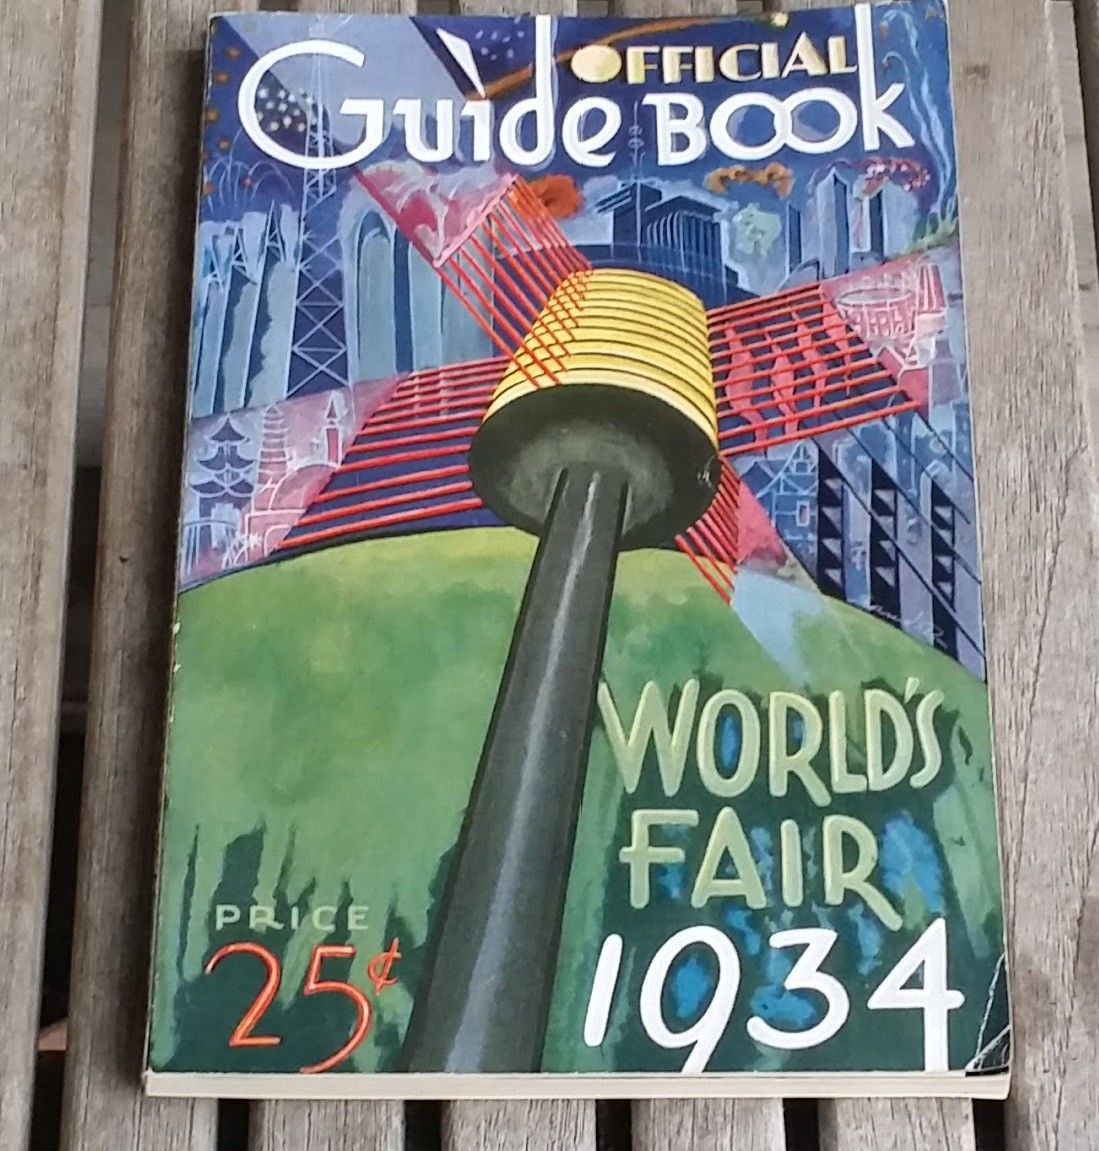 OFFICIAL
Guide BOOk
WORLD'S
FAIR
1934
PRICE
25¢